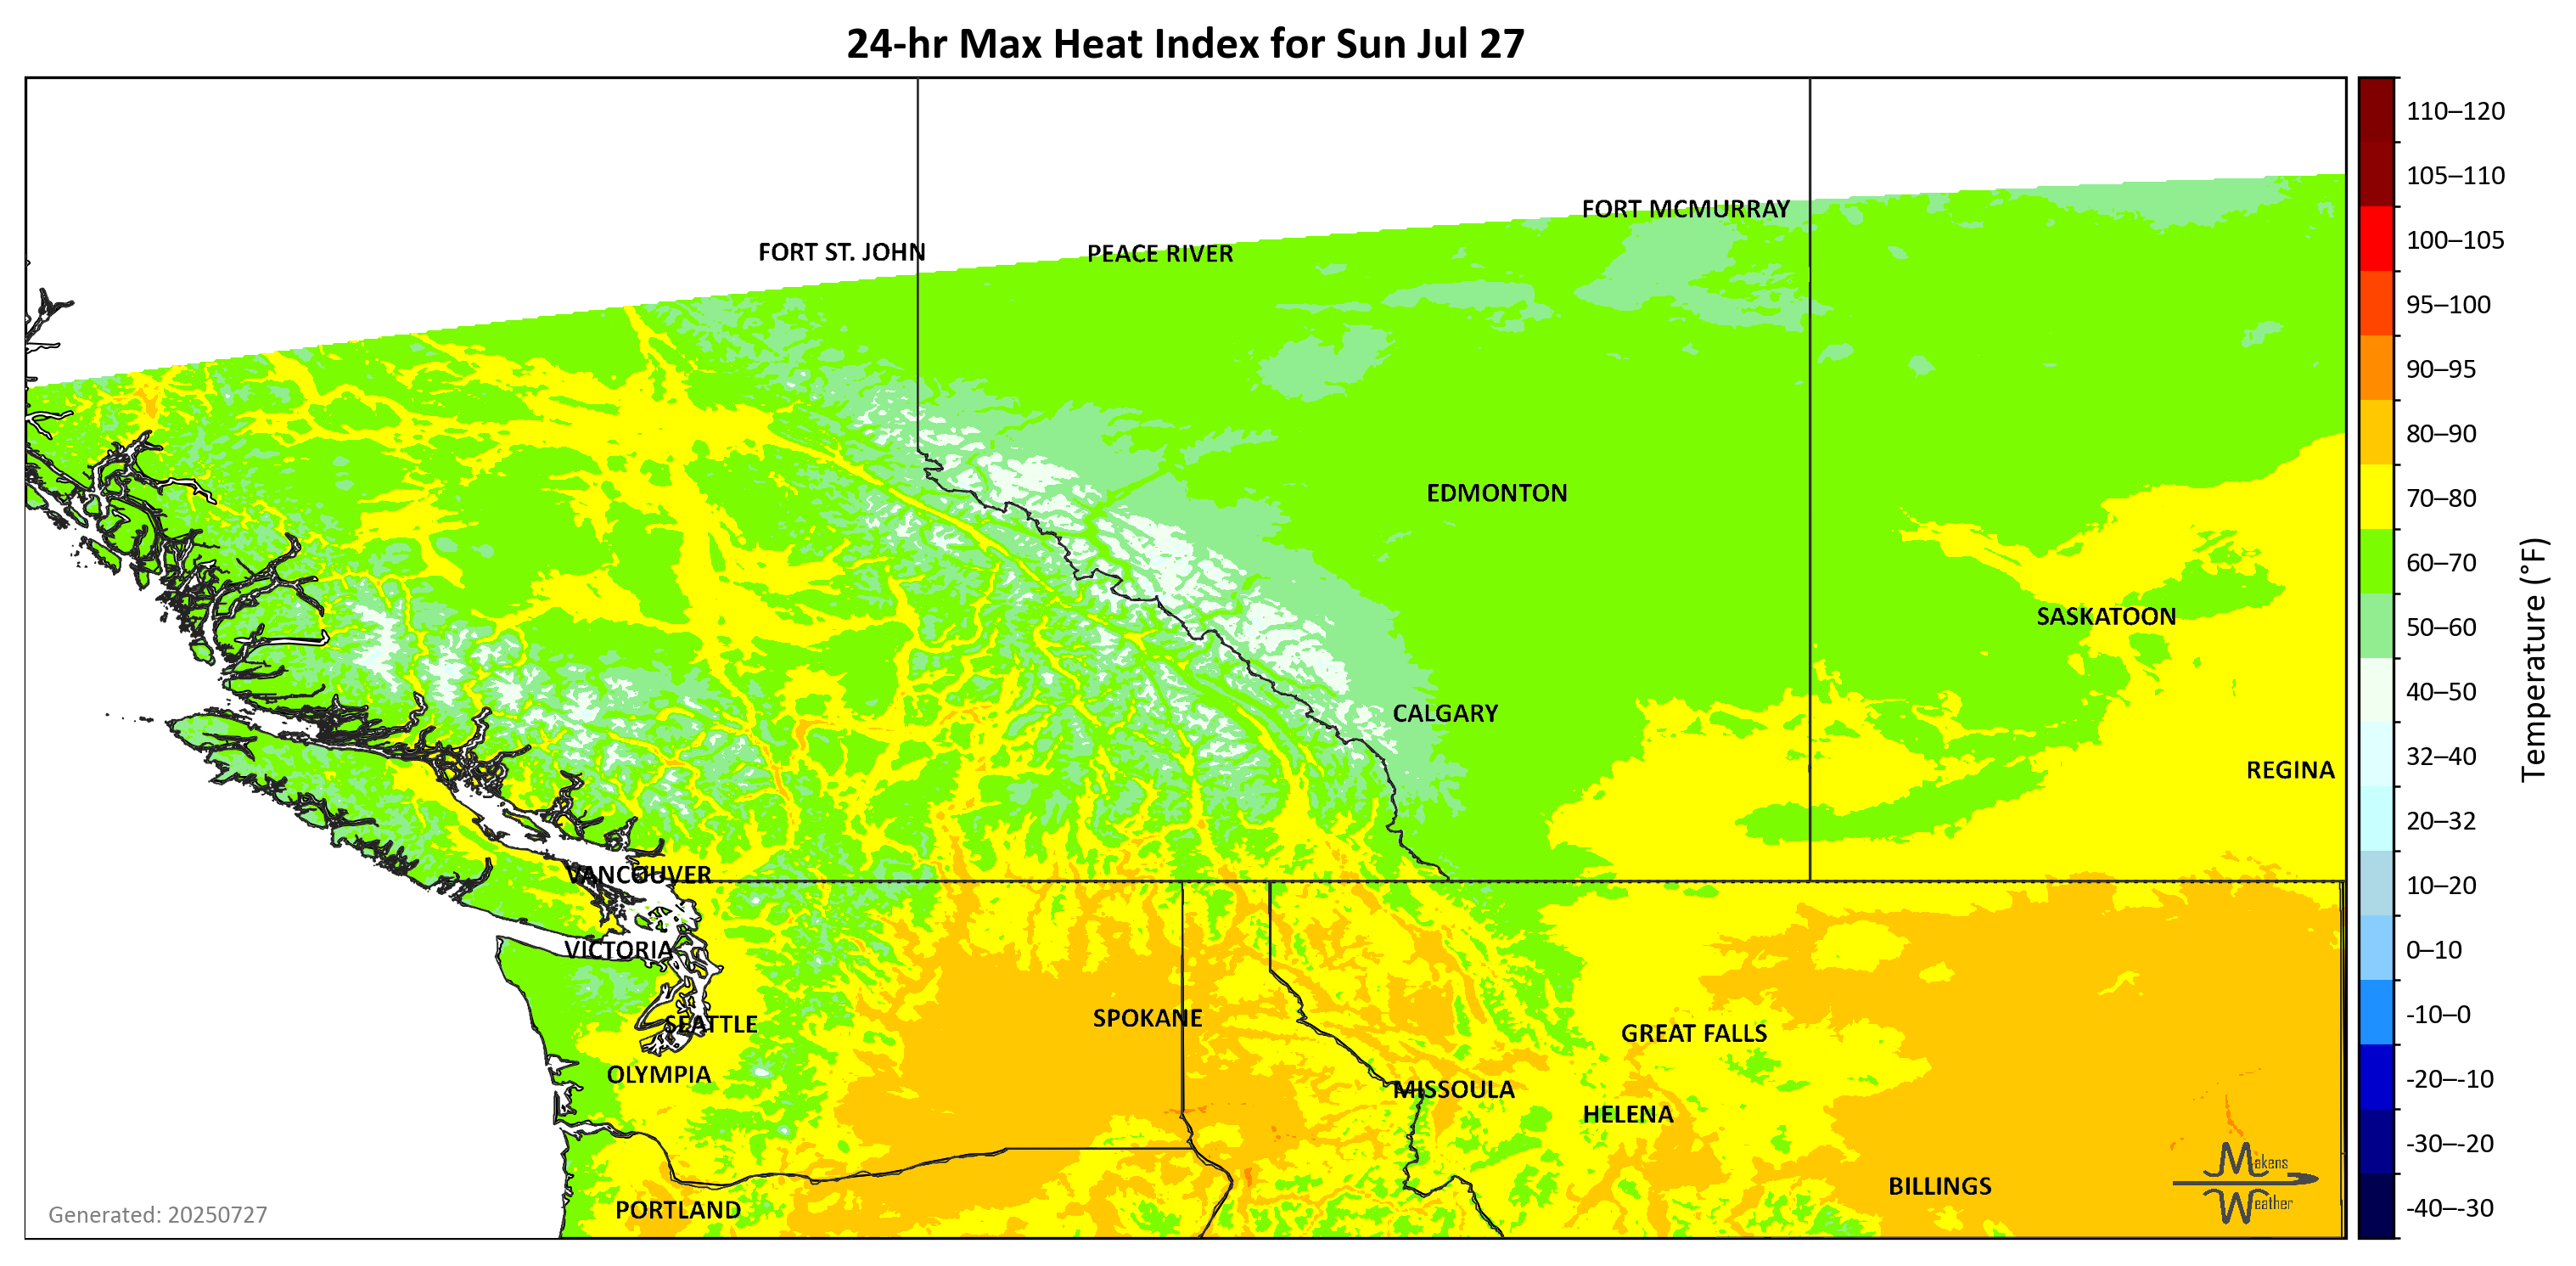 24-hr Max Heat Index for Sun Jul 27
110–120
105–110
FORT MCMURRAY
100–105
FORT ST. JOHN
PEACE RIVER
95–100
90–95
80–90
EDMONTON
70–80
60–70
SASKATOON
50–60
40–50
CALGARY
32–40
REGINA
Temperature (°F)
20–32
VANCOUVER
10–20
VICTORIA
0–10
SPOKANE
-10–0
SEATTLE
GREAT FALLS
OLYMPIA
-20–-10
MISSOULA
HELENA
-30–-20
Makens
Weather
BILLINGS
PORTLAND
-40–-30
Generated: 20250727